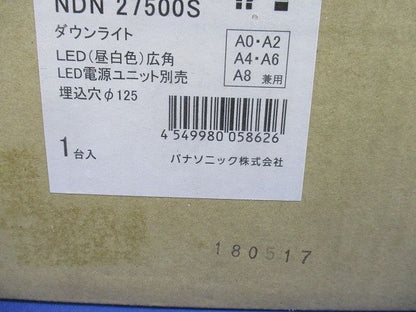 NDN 27500S
ダウンライト
LED(昼白色)広角
LED電源ユニット別売
埋込穴φ125
A0・A2
A4・A6
A8 兼用
4 549980 058626
1台入
パナソニック株式会社
180517